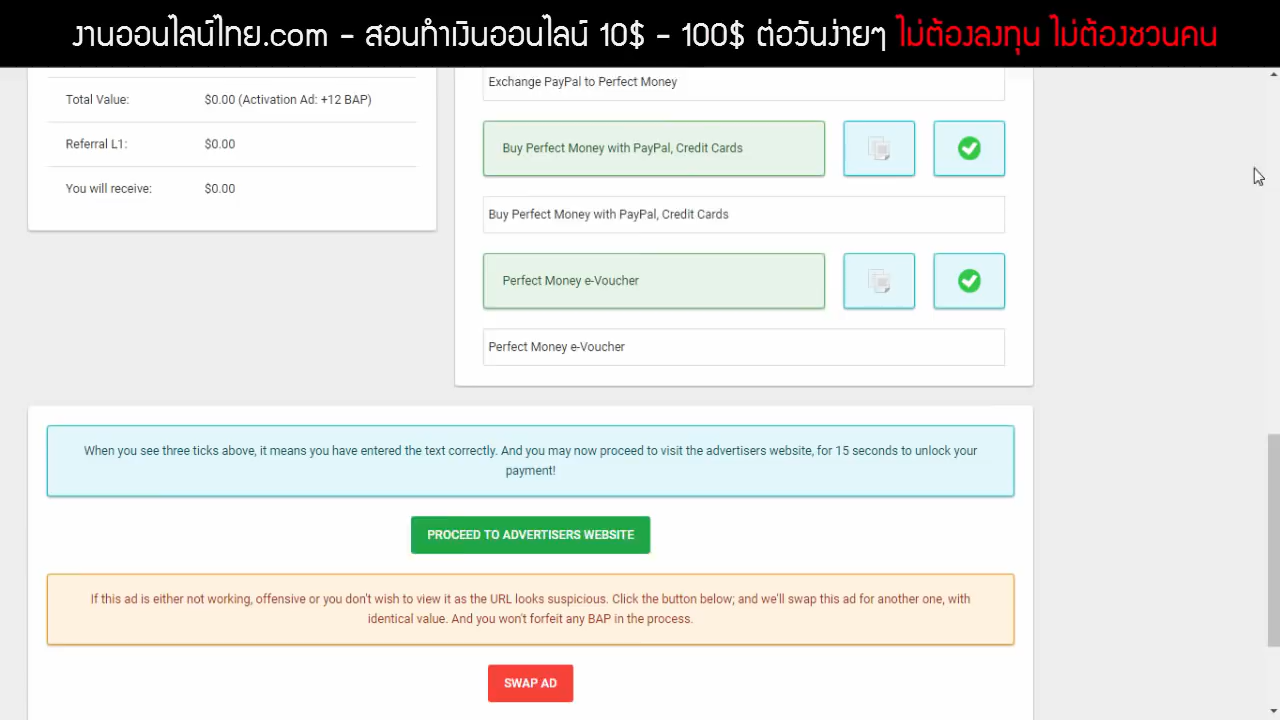 งานออนไลน์ไทย.com - สอนทำเงินออนไลน์ 10$ - 100$ ต่อวันง่ายๆ ไม่ต้องลงทุน ไม่ต้องชวนคน
Total Value: $0.00 (Activation Ad: +12 BAP)
Referral L1: $0.00
You will receive: $0.00
Exchange PayPal to Perfect Money
Buy Perfect Money with PayPal, Credit Cards
Buy Perfect Money with PayPal, Credit Cards
Perfect Money e-Voucher
Perfect Money e-Voucher
When you see three ticks above, it means you have entered the text correctly. And you may now proceed to visit the advertisers website, for 15 seconds to unlock your
payment!
PROCEED TO ADVERTISERS WEBSITE
If this ad is either not working, offensive or you don't wish to view it as the URL looks suspicious. Click the button below; and we'll swap this ad for another one, with
identical value. And you won't forfeit any BAP in the process.
SWAP AD